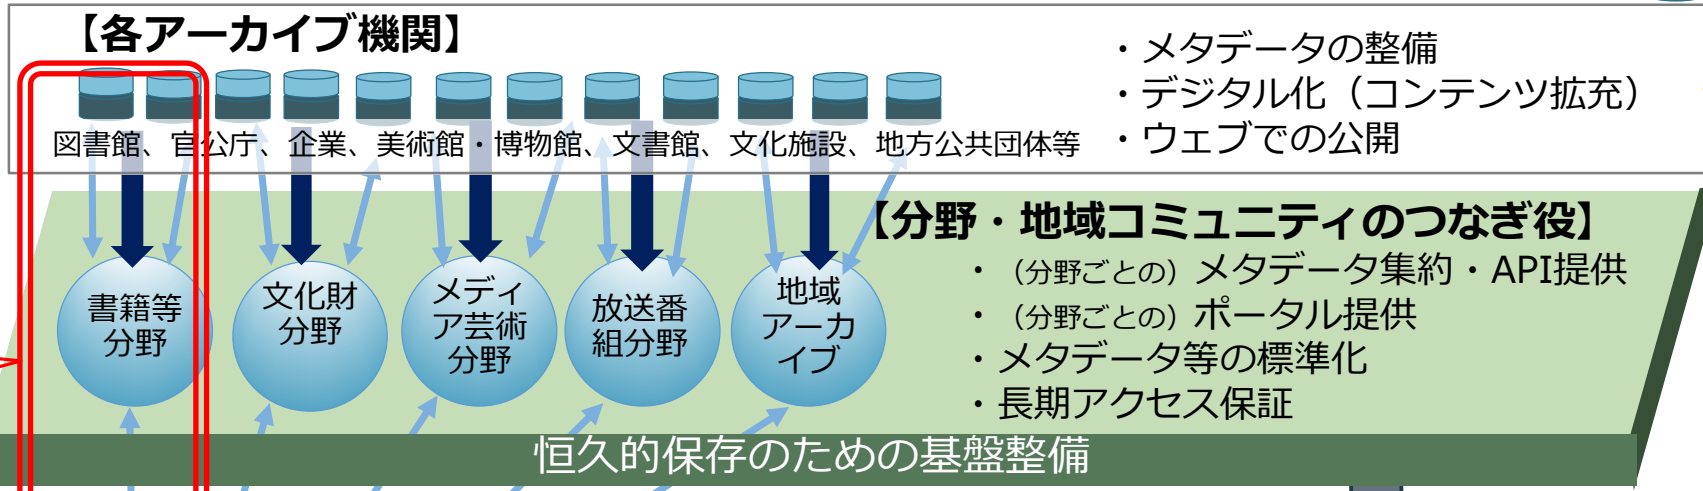 【各アーカイブ機関】
・メタデータの整備
・デジタル化（コンテンツ拡充）
・ウェブでの公開
図書館、官公庁、企業、美術館・博物館、文書館、文化施設、地方公共団体等
【分野・地域コミュニティのつなぎ役】
・（分野ごとの）メタデータ集約・API提供
・（分野ごとの）ポータル提供
・メタデータ等の標準化
・長期アクセス保証
書籍等
分野
文化財
分野
メディ
ア芸術
分野
放送番
組分野
地域
アーカ
イブ
恒久的保存のための基盤整備